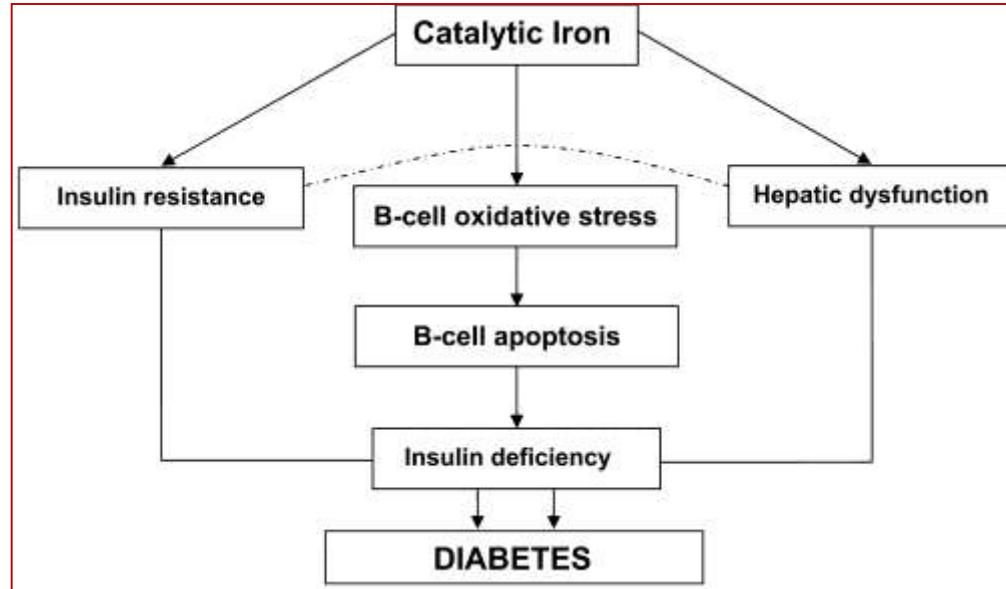 Catalytic Iron
Insulin resistance
Hepatic dysfunction
B-cell oxidative stress
B-cell apoptosis
Insulin deficiency
DIABETES